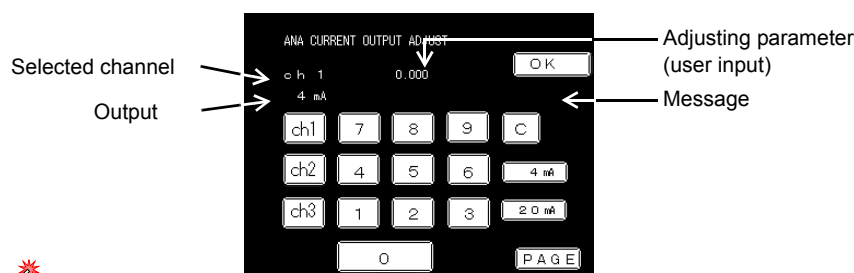 ANA CURRENT OUTPUT ADJUST
Adjusting parameter
(user input)
Selected channel
ch 1
0.000
OK
Output
4 mA
Message
ch1 7 8 9 C
ch2 4 5 6 4 mA
ch3 1 2 3 20 mA
0 PAGE